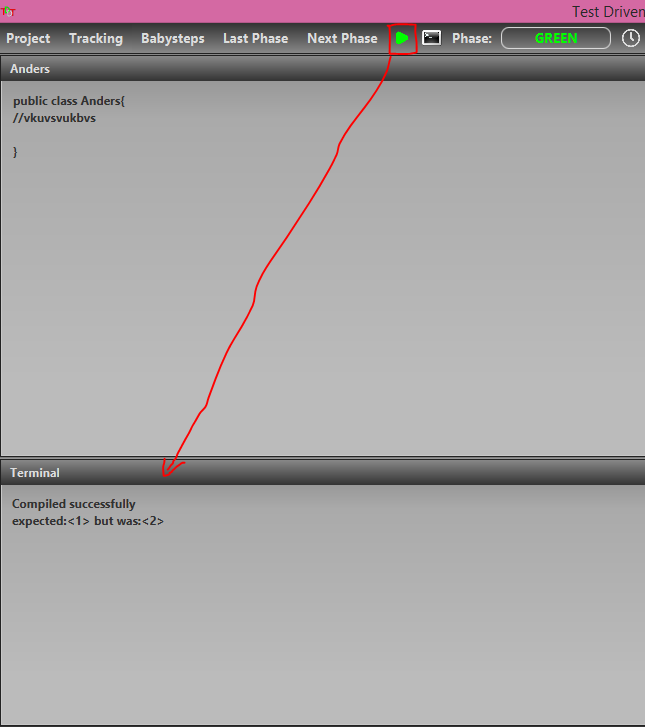 TDT Test Driven
Project Tracking Babysteps Last Phase Next Phase Phase: GREEN
Anders
public class Anders{
//vkuvsvukbvs
}
Terminal
Compiled successfully
expected:<1> but was:<2>